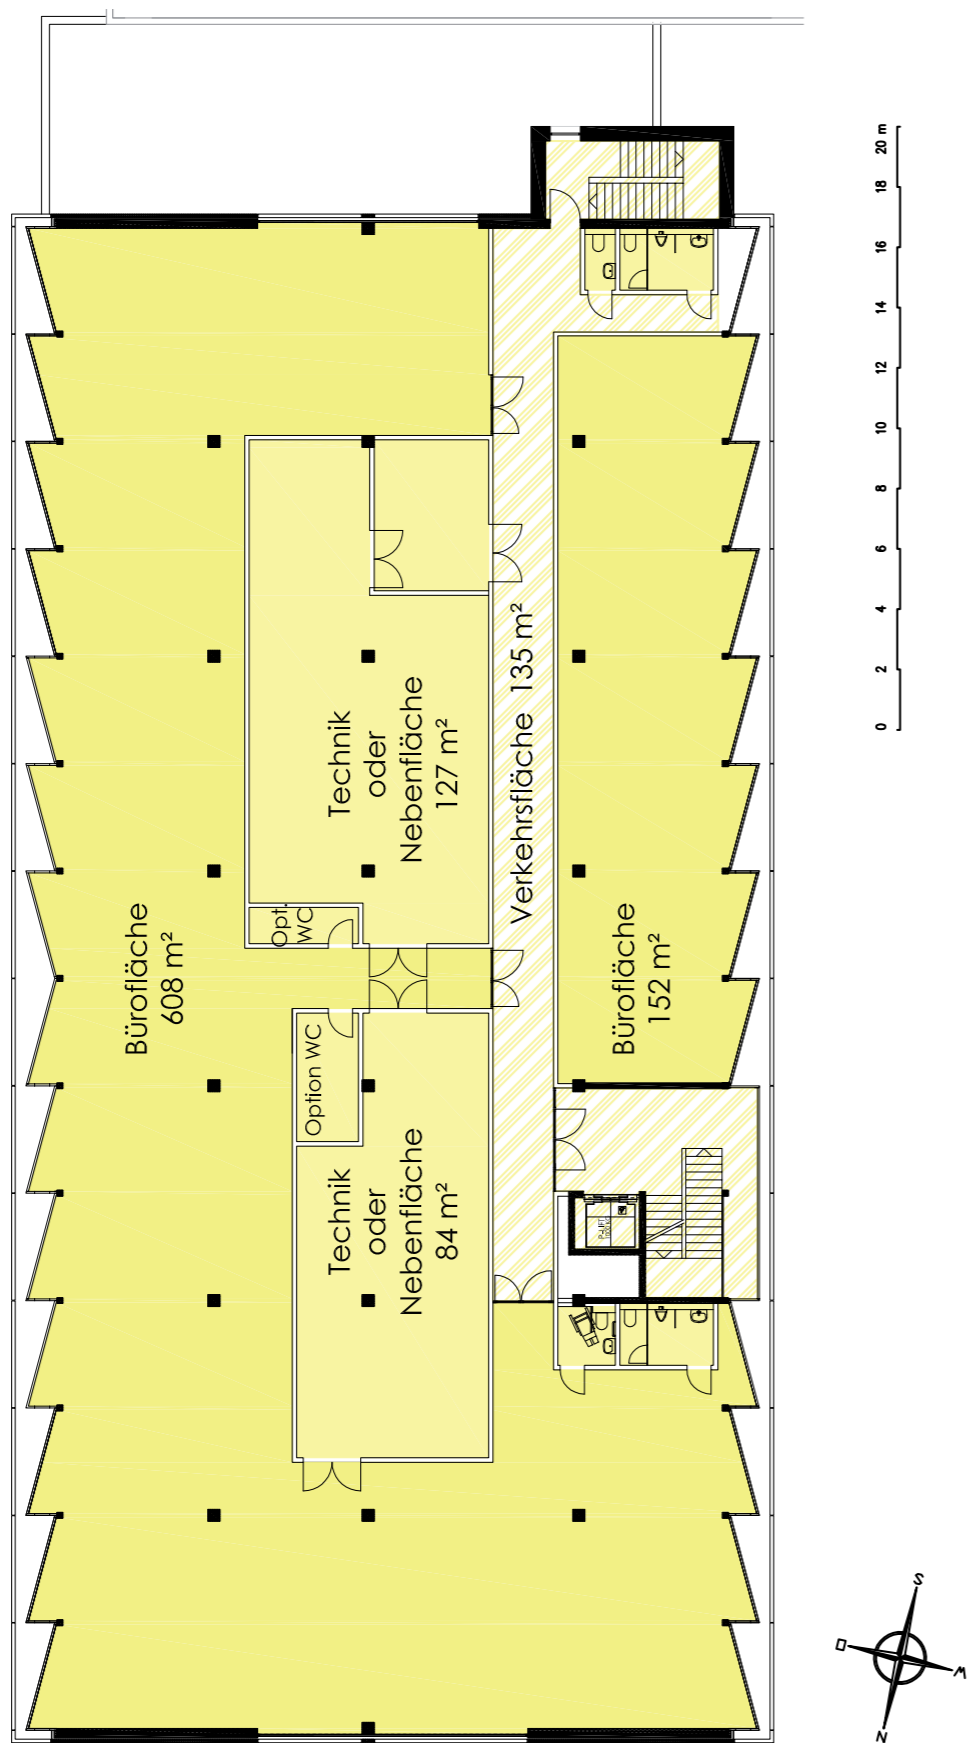 20 m
18
16
14
12
10
8
6
4
2
0
Verkehrsfläche 135 m²
Technik
oder
Nebenfläche
127 m²
Opt.
WC
Bürofläche
608 m²
Bürofläche
152 m²
Option WC
Technik
oder
Nebenfläche
84 m²
S
O
W
N